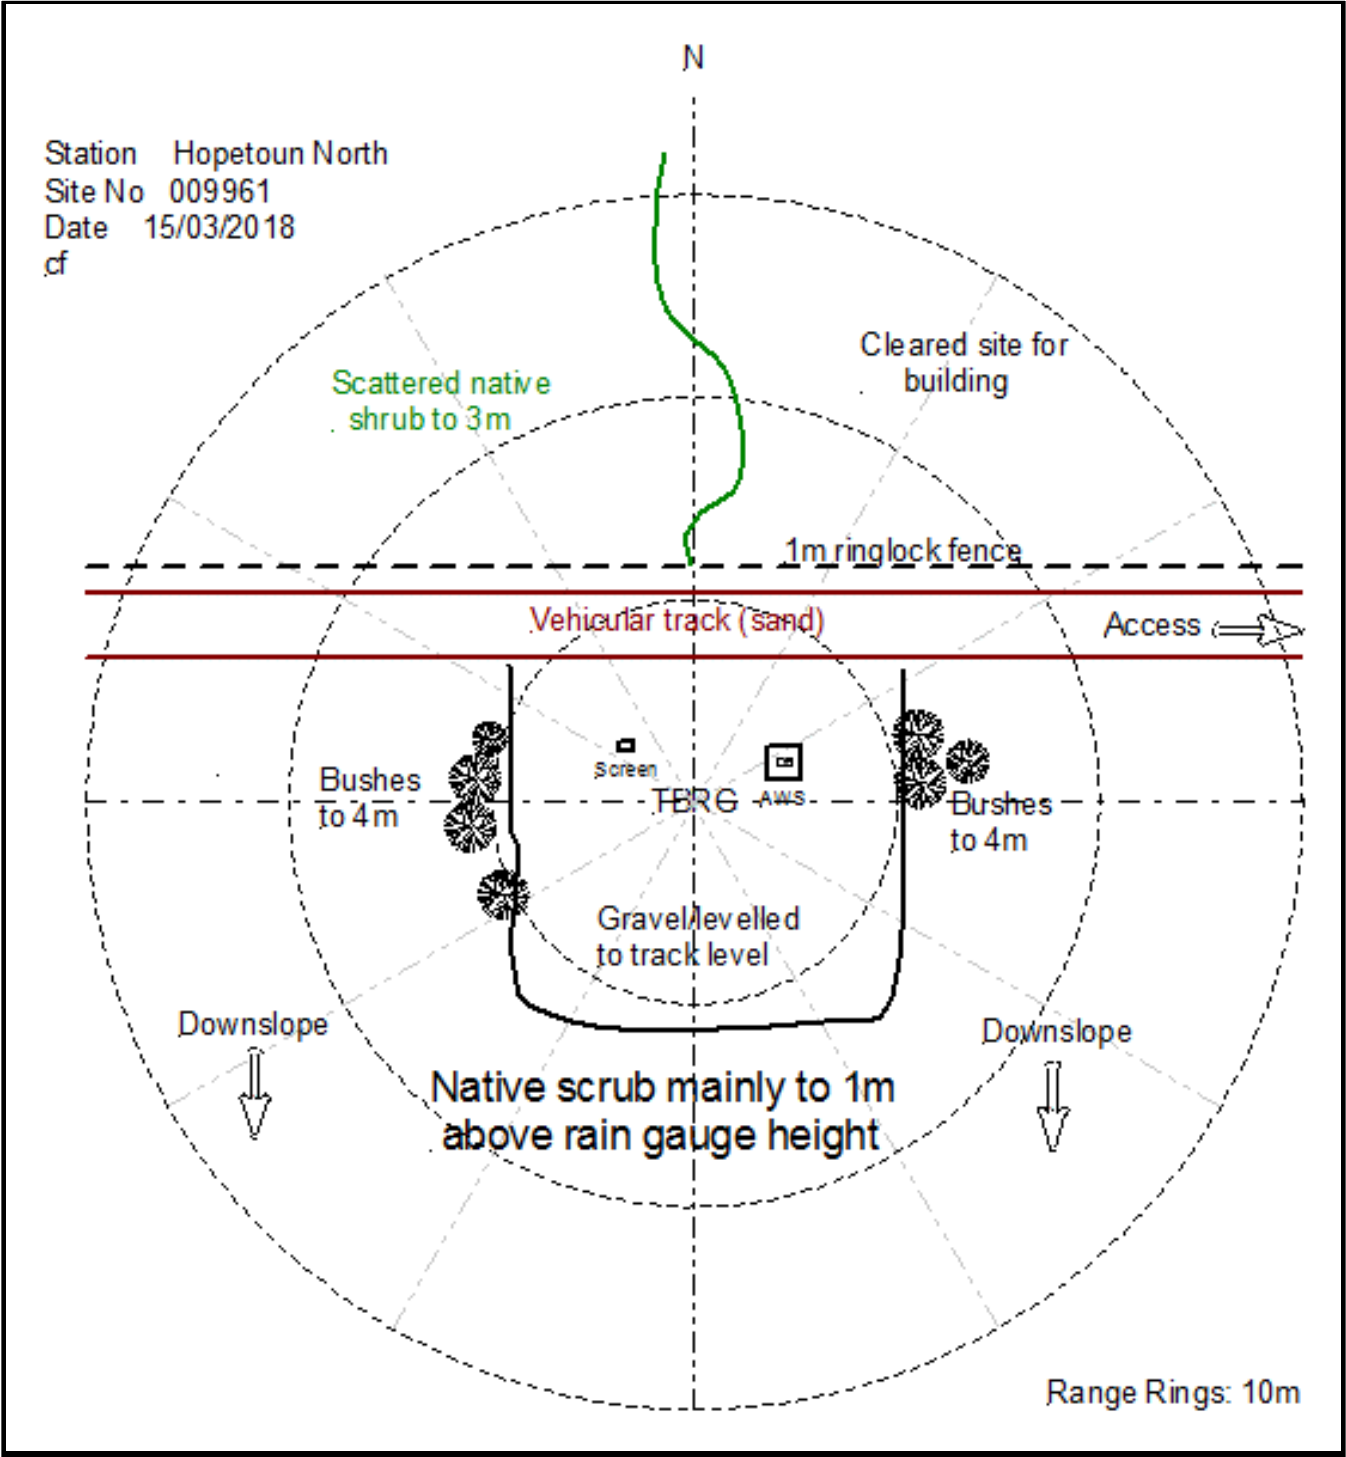 N
Station Hopetoun North
Site No 009961
Date 15/03/2018
cf
Cleared site for
building
Scattered native
shrub to 3m
1m ringlock fence
Vehicular track (sand)
Access
Screen
TBRG
AWS
Bushes
to 4m
Bushes
to 4m
Gravel/levelled
to track level
Downslope
Downslope
Native scrub mainly to 1m
above rain gauge height
Range Rings: 10m